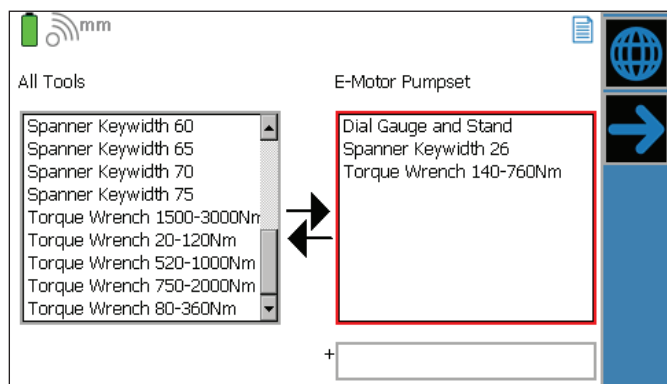 mm
All Tools
E-Motor Pumpset
Spanner Keywidth 60
Spanner Keywidth 65
Spanner Keywidth 70
Spanner Keywidth 75
Torque Wrench 1500-3000Nm
Torque Wrench 20-120Nm
Torque Wrench 520-1000Nm
Torque Wrench 750-2000Nm
Torque Wrench 80-360Nm
Dial Gauge and Stand
Spanner Keywidth 26
Torque Wrench 140-760Nm
+